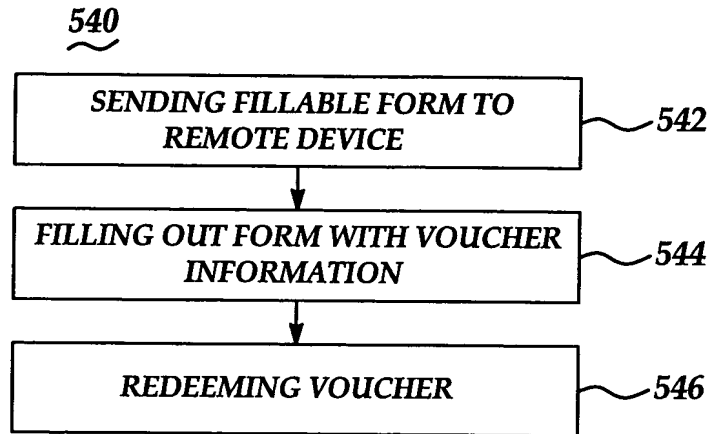 540
SENDING FILLABLE FORM TO
REMOTE DEVICE
542
FILLING OUT FORM WITH VOUCHER
INFORMATION
544
REDEEMING VOUCHER
546